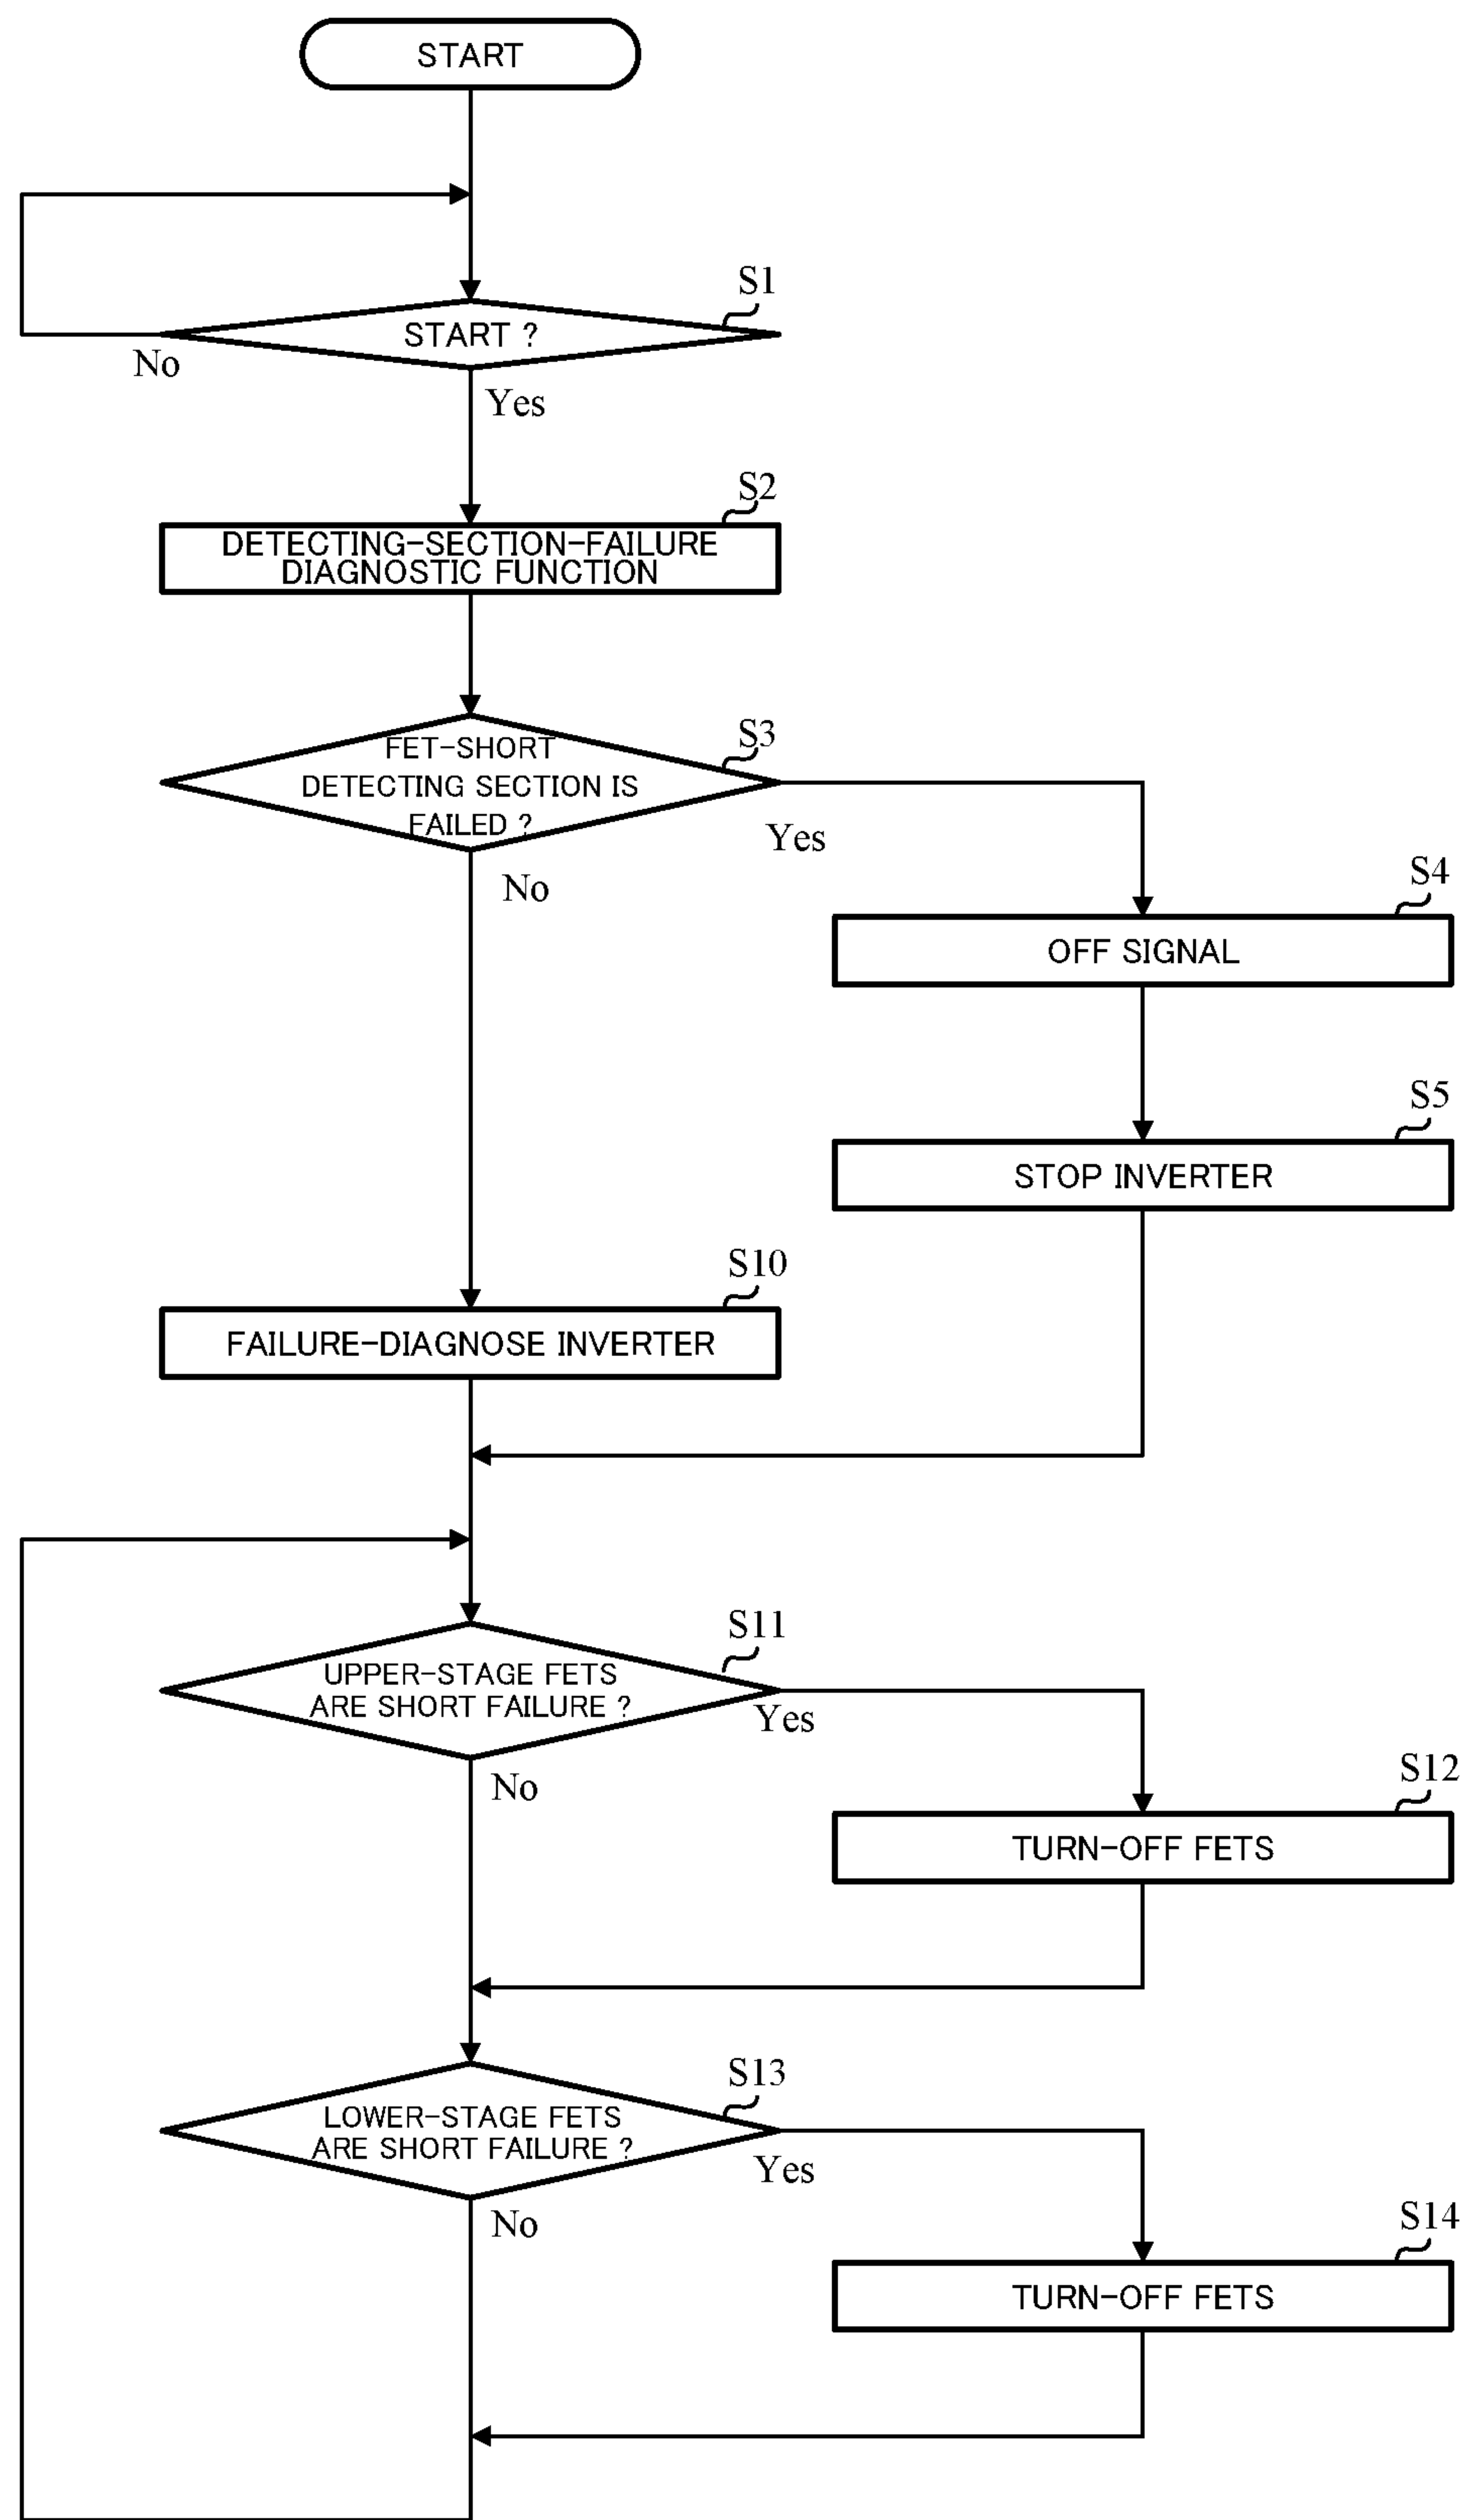 START
S1
START ?
No
Yes
S2
DETECTING-SECTION-FAILURE
DIAGNOSTIC FUNCTION
S3
FET-SHORT
DETECTING SECTION IS
FAILED ?
Yes
No
S4
OFF SIGNAL
S5
STOP INVERTER
S10
FAILURE-DIAGNOSE INVERTER
S11
UPPER-STAGE FETS
ARE SHORT FAILURE ?
Yes
No
S12
TURN-OFF FETS
S13
LOWER-STAGE FETS
ARE SHORT FAILURE ?
Yes
No
S14
TURN-OFF FETS